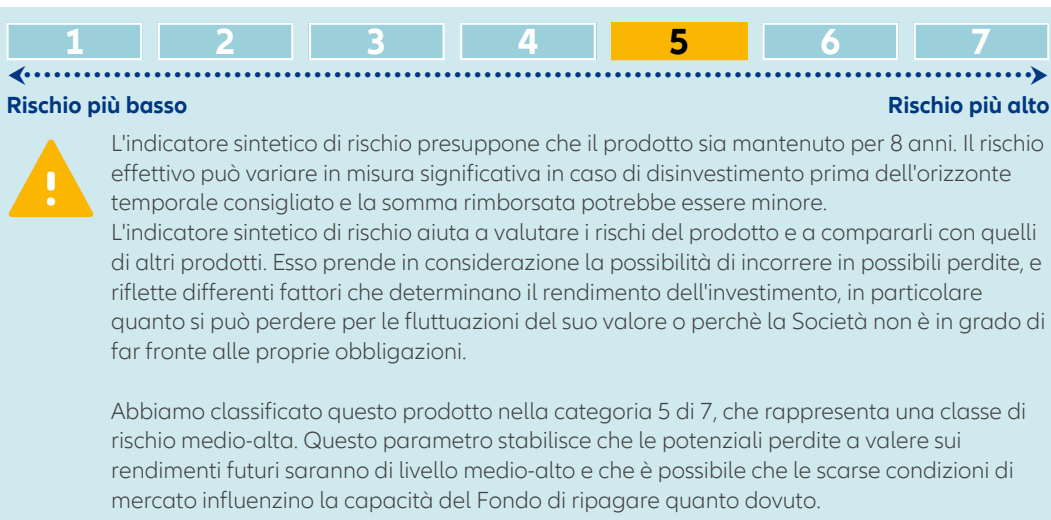 1 2 3 4 5 6 7
Rischio più basso Rischio più alto
L'indicatore sintetico di rischio presuppone che il prodotto sia mantenuto per 8 anni. Il rischio
effettivo può variare in misura significativa in caso di disinvestimento prima dell'orizzonte
temporale consigliato e la somma rimborsata potrebbe essere minore.
L'indicatore sintetico di rischio aiuta a valutare i rischi del prodotto e a compararli con quelli
di altri prodotti. Esso prende in considerazione la possibilità di incorrere in possibili perdite, e
riflette differenti fattori che determinano il rendimento dell'investimento, in particolare
quanto si può perdere per le fluttuazioni del suo valore o perchè la Società non è in grado di
far fronte alle proprie obbligazioni.
Abbiamo classificato questo prodotto nella categoria 5 di 7, che rappresenta una classe di
rischio medio-alta. Questo parametro stabilisce che le potenziali perdite a valere sui
rendimenti futuri saranno di livello medio-alto e che è possibile che le scarse condizioni di
mercato influenzino la capacità del Fondo di ripagare quanto dovuto.